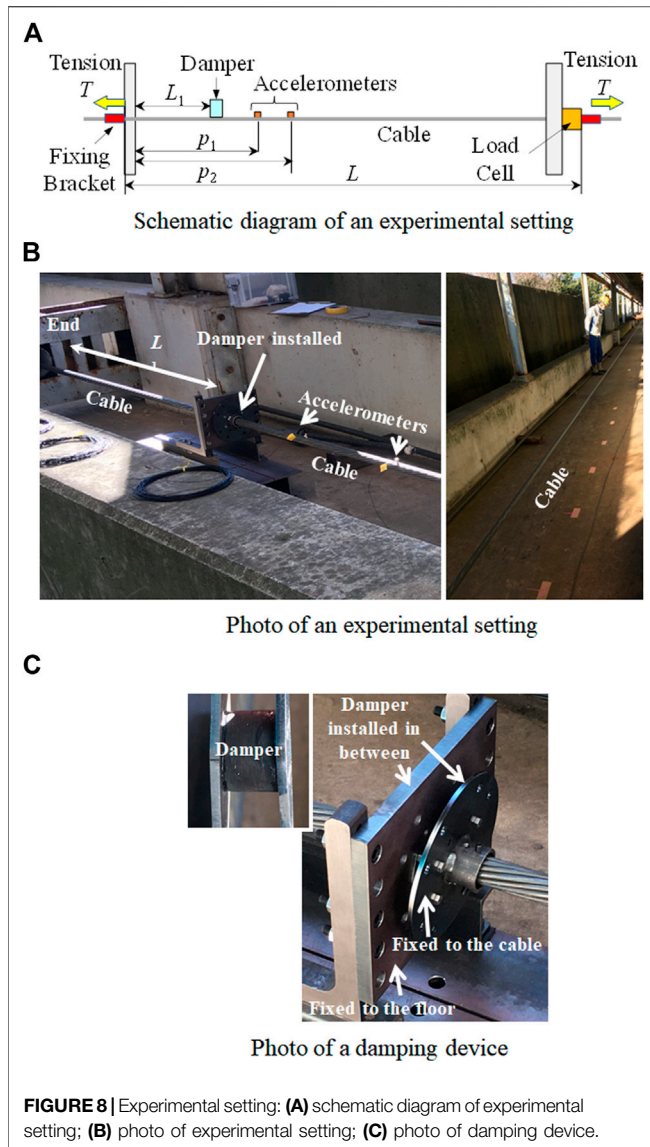 A
Tension
T
L1
Damper
Accelerometers
Tension
T
Cable
Fixing
Bracket
p1
p2
L
Load
Cell
Schematic diagram of an experimental setting
B
End
L
Damper installed
Cable
Accelerometers
Cable
Cable
Photo of an experimental setting
C
Damper
Damper
installed in
between
Fixed to the cable
Fixed to the floor
Photo of a damping device
FIGURE 8 | Experimental setting: (A) schematic diagram of experimental
setting; (B) photo of experimental setting; (C) photo of damping device.